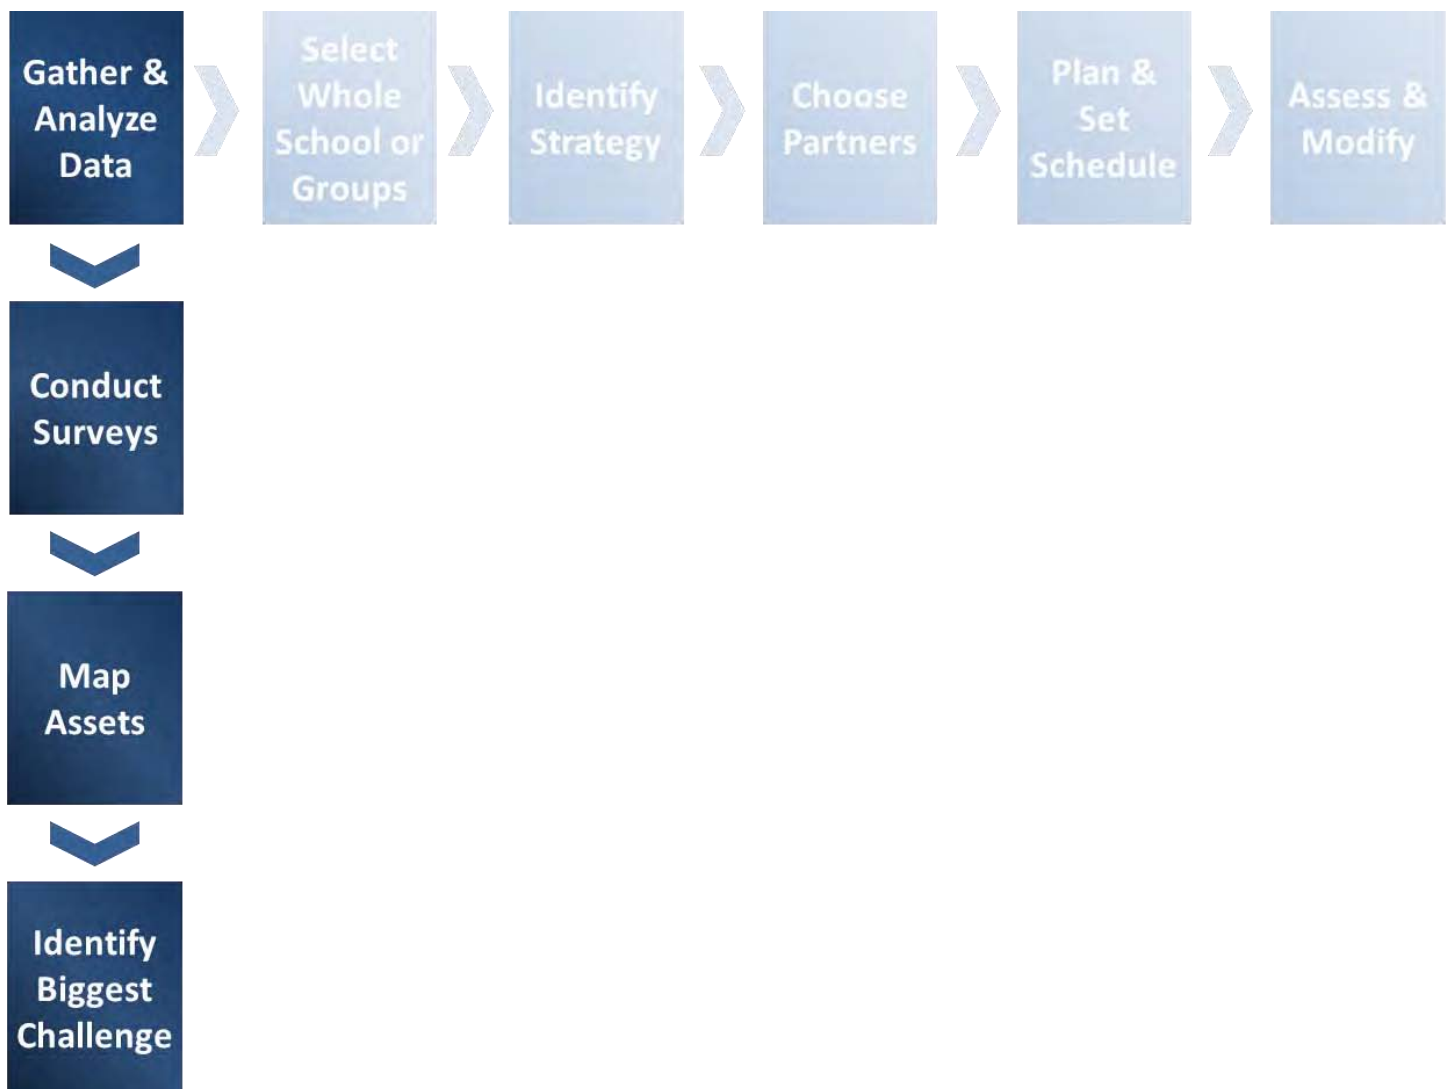 Gather &
Analyze
Data
Select
Whole
School or
Groups
Identify
Strategy
Choose
Partners
Plan &
Set
Schedule
Assess &
Modify
Conduct
Surveys
Map
Assets
Identify
Biggest
Challenge